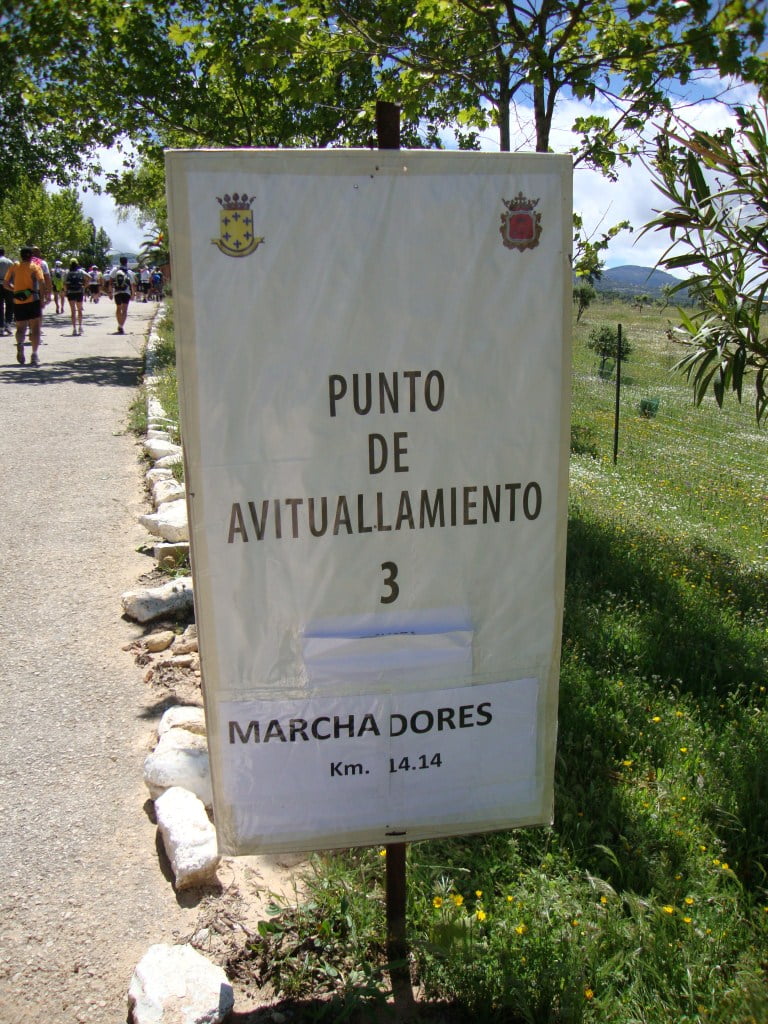 PUNTO
DE
AVITUALLAMIENTO
3
MARCHADORES
Km. 14.14